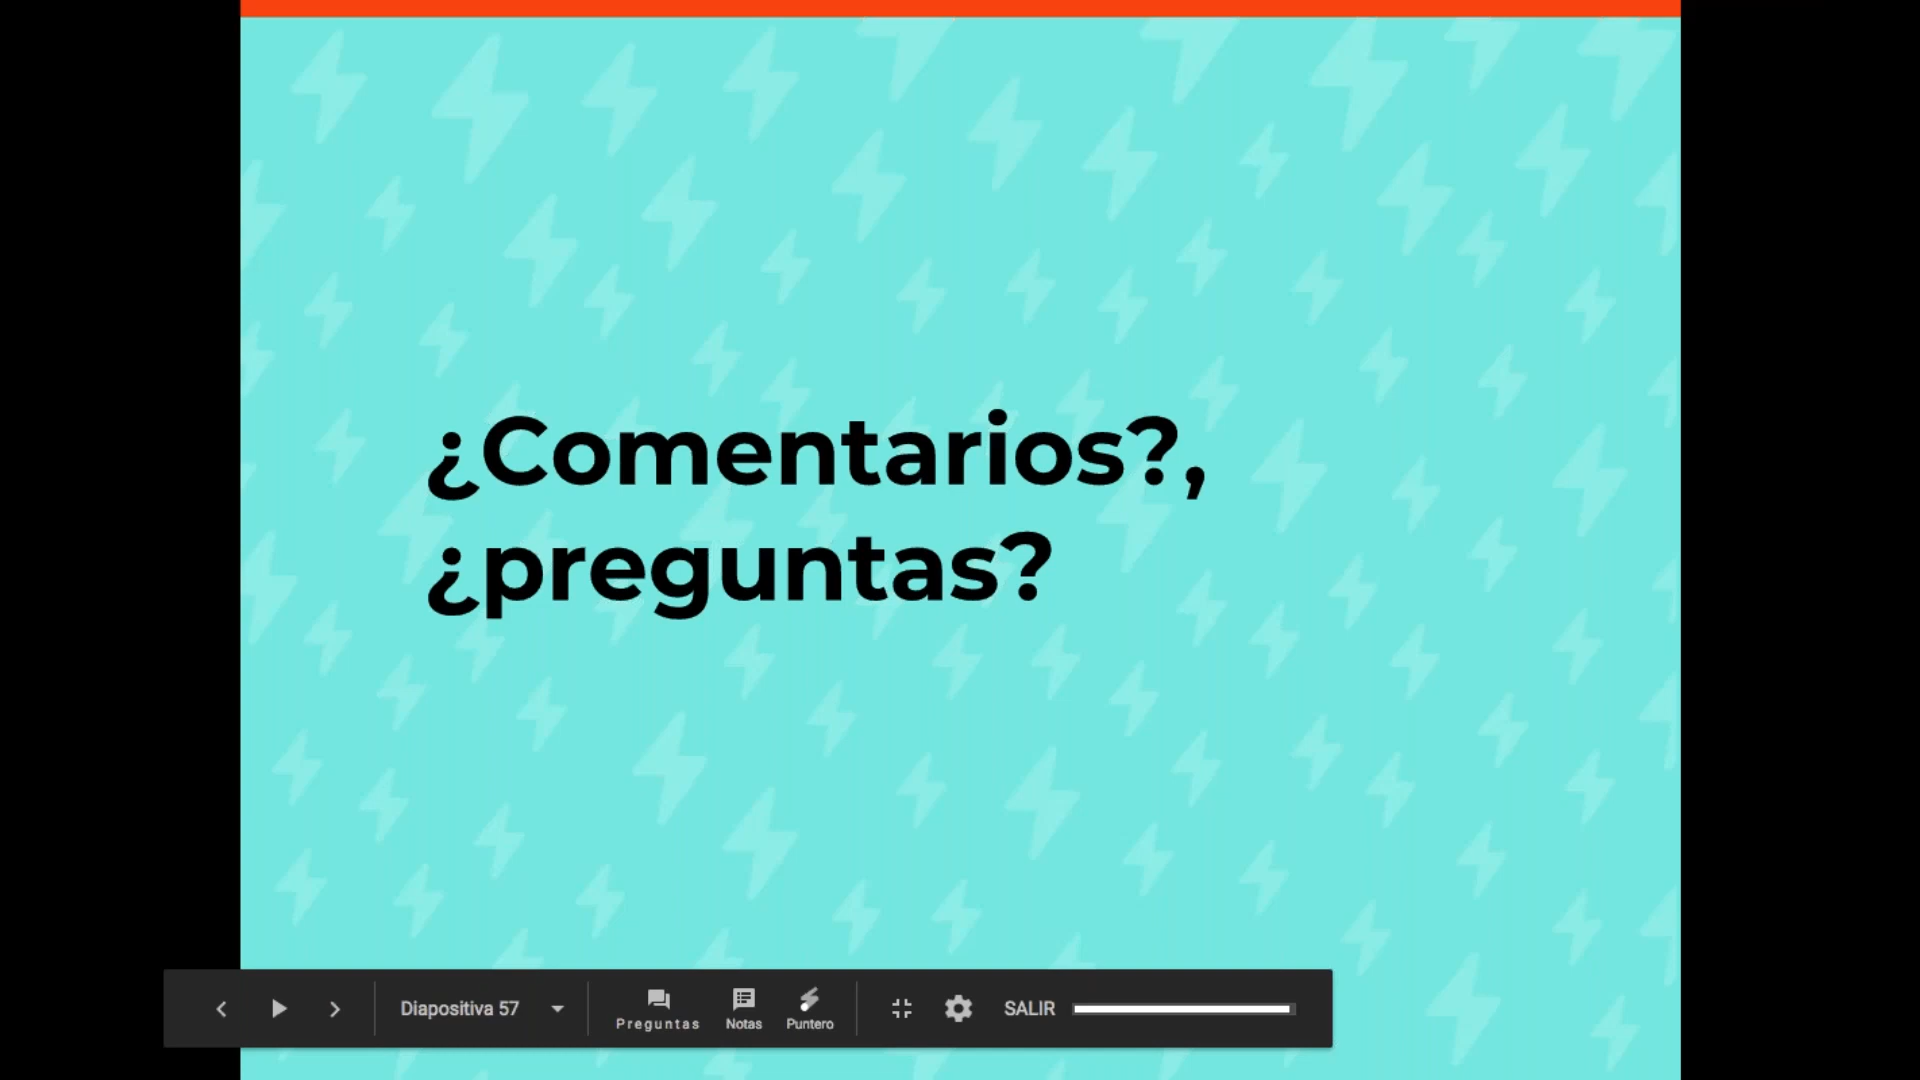 ¿Comentarios?,
¿preguntas?
Diapositiva 57
Preguntas
Notas
Puntero
SALIR